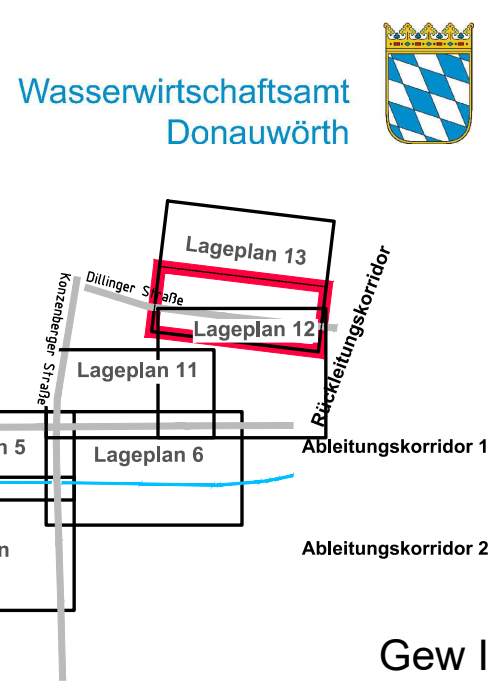 Wasserwirtschaftsamt
Donauwörth
Lageplan 13
Rückleitungskorridor
Dillinger Straße
Konzenberger Straße
Lageplan 12
Lageplan 11
n 5
Lageplan 6
Ableitungskorridor 1
n
Ableitungskorridor 2
Gew I